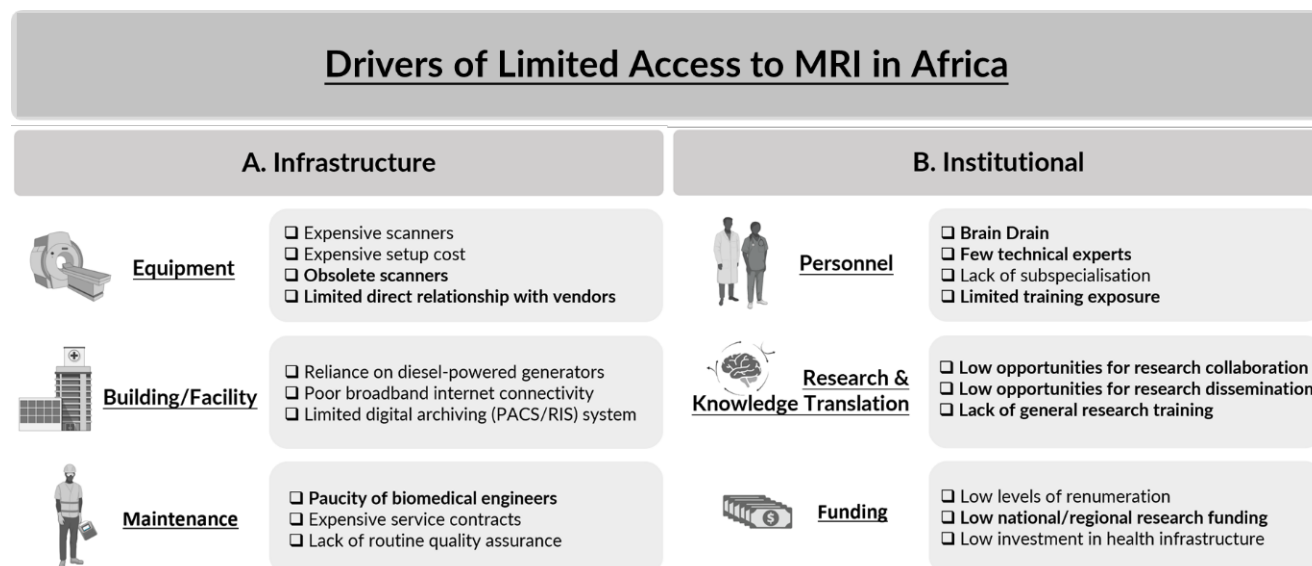 Drivers of Limited Access to MRI in Africa
A. Infrastructure
Equipment
Expensive scanners
Expensive setup cost
Obsolete scanners
Limited direct relationship with vendors
Building/Facility
Reliance on diesel-powered generators
Poor broadband internet connectivity
Limited digital archiving (PACS/RIS) system
Maintenance
Paucity of biomedical engineers
Expensive service contracts
Lack of routine quality assurance
B. Institutional
Personnel
Brain Drain
Few technical experts
Lack of subspecialisation
Limited training exposure
Research &
Knowledge Translation
Low opportunities for research collaboration
Low opportunities for research dissemination
Lack of general research training
$
Funding
Low levels of renumeration
Low national/regional research funding
Low investment in health infrastructure